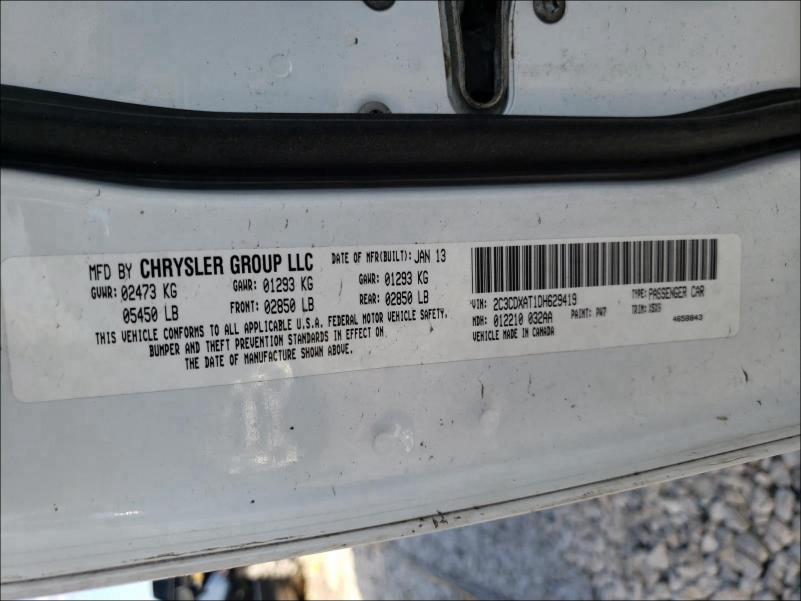 MFD BY CHRYSLER GROUP LLC DATE OF MFR(BUILT): JAN 13
GVWR: 02473 KG GAWR: 01293 KG GAWR: 01293 KG
05450 LB FRONT: 02850 LB REAR: 02850 LB
THIS VEHICLE CONFORMS TO ALL APPLICABLE U.S.A. FEDERAL MOTOR VEHICLE SAFETY,
BUMPER AND THEFT PREVENTION STANDARDS IN EFFECT ON
THE DATE OF MANUFACTURE SHOWN ABOVE.
VIN: 2C3CDXAT1DH629419 TYPE: PASSENGER CAR
MDH: 012210 032AA PAINT: PW7 TRIM: X5X9
VEHICLE MADE IN CANADA 4658843